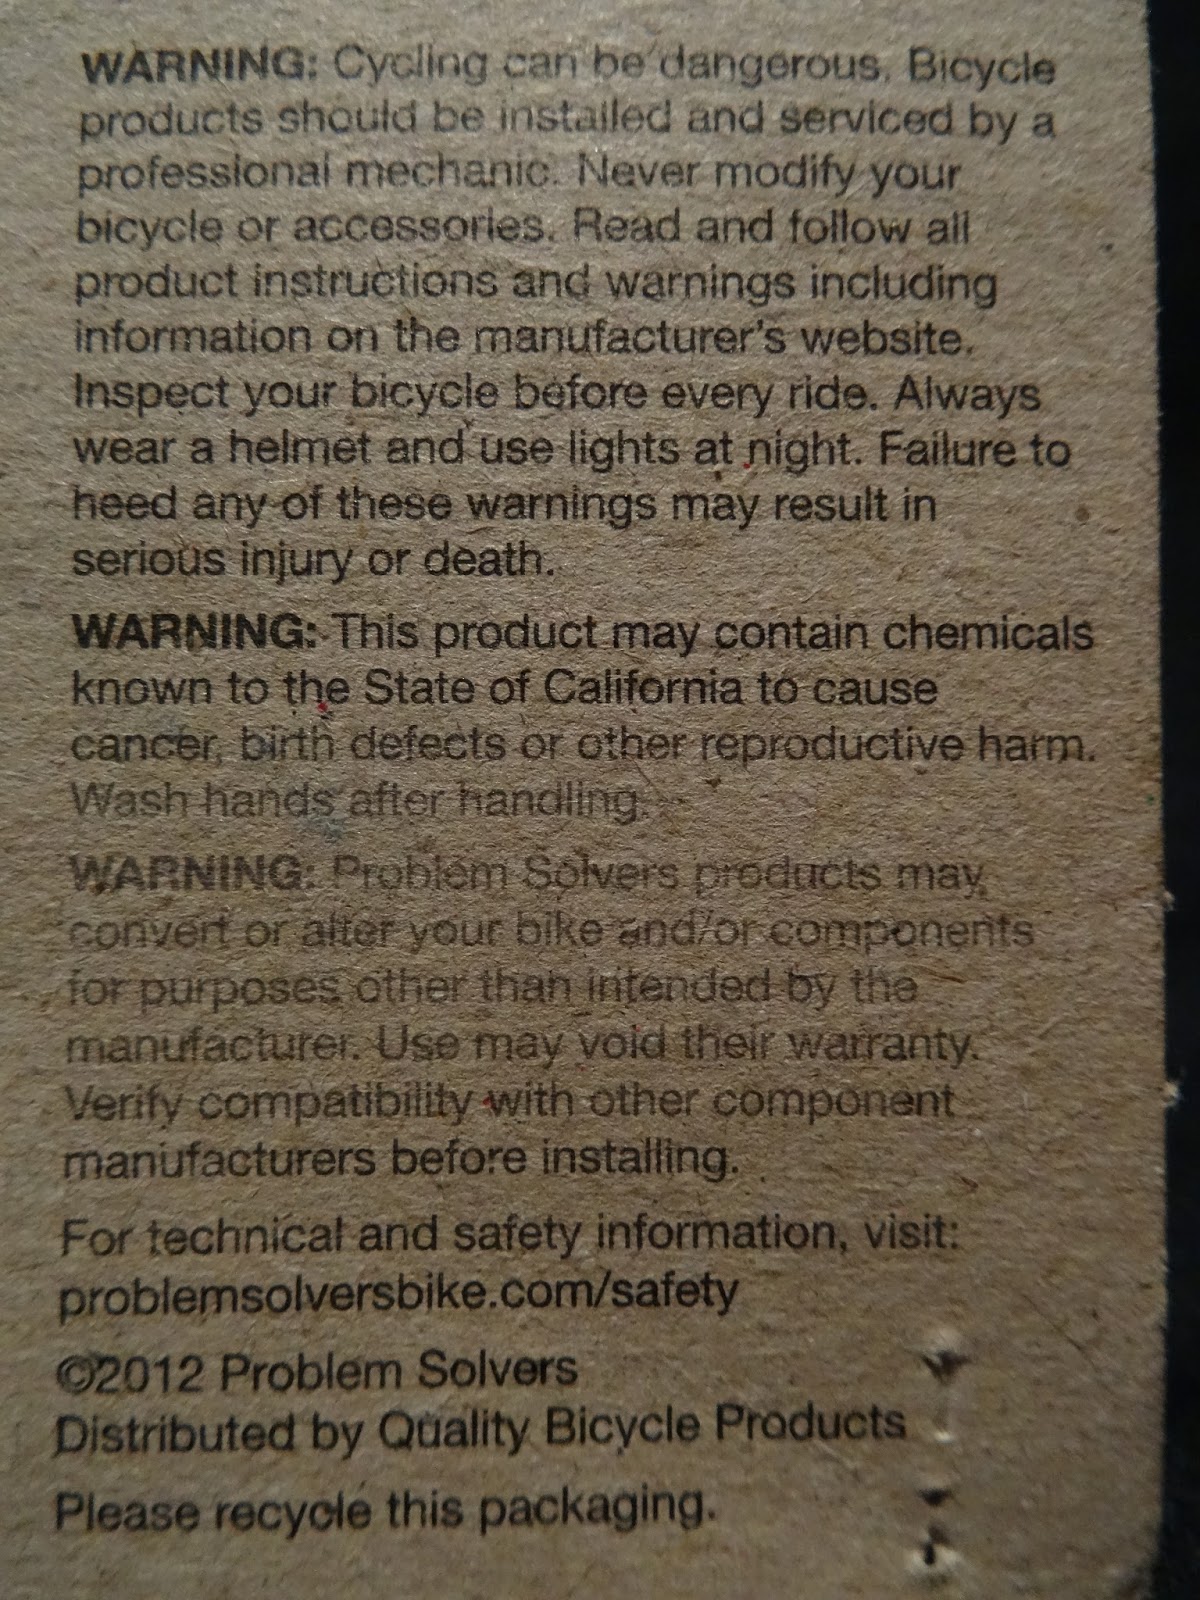 WARNING: Cycling can be dangerous. Bicycle
products should be installed and serviced by a
professional mechanic. Never modify your
bicycle or accessories. Read and follow all
product instructions and warnings including
information on the manufacturer's website.
Inspect your bicycle before every ride. Always
wear a helmet and use lights at night. Failure to
heed any of these warnings may result in
serious injury or death.
WARNING: This product may contain chemicals
known to the State of California to cause
cancer, birth defects or other reproductive harm.
Wash hands after handling.
WARNING: Problem Solvers products may
convert or alter your bike and/or components
for purposes other than intended by the
manufacturer. Use may void their warranty.
Verify compatibility with other component
manufacturers before installing.
For technical and safety information, visit:
problemsolversbike.com/safety
©2012 Problem Solvers
Distributed by Quality Bicycle Products
Please recycle this packaging.